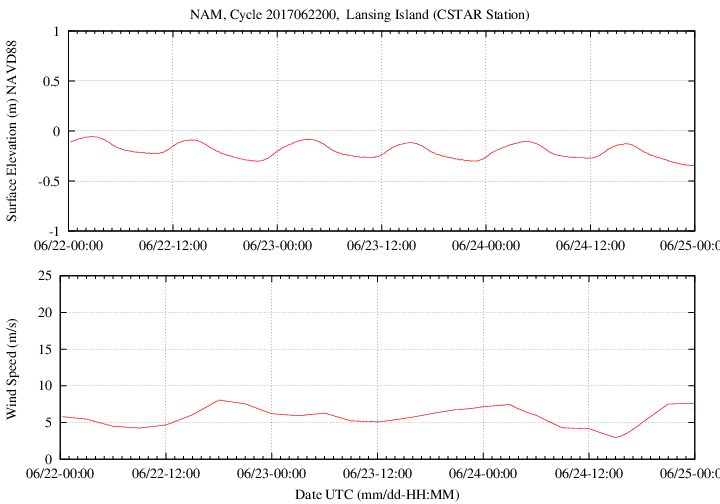 NAM, Cycle 2017062200,  Lansing Island (CSTAR Station)
Surface Elevation (m) NAVD88
1
0.5
0
-0.5
-1
06/22-00:00 06/22-12:00 06/23-00:00 06/23-12:00 06/24-00:00 06/24-12:00 06/25-00:0
Wind Speed (m/s)
25
20
15
10
5
0
06/22-00:00 06/22-12:00 06/23-00:00 06/23-12:00 06/24-00:00 06/24-12:00 06/25-00:0
Date UTC (mm/dd-HH:MM)